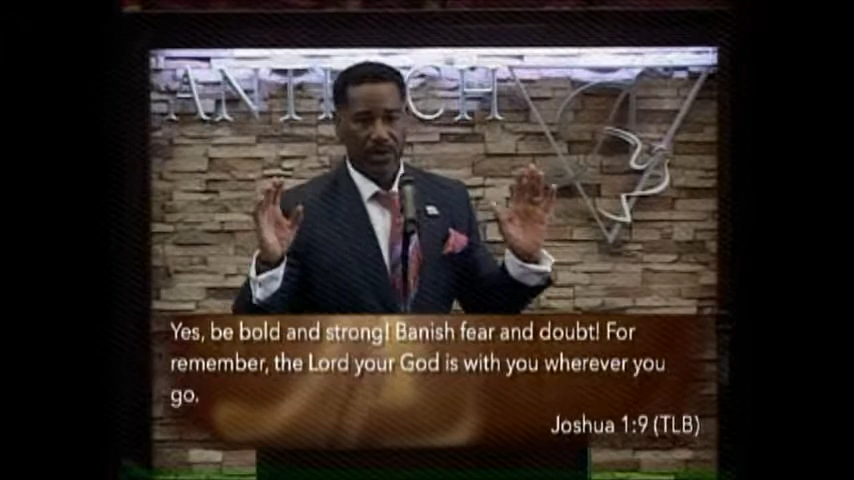 ANTIOCH
Yes, be bold and strong! Banish fear and doubt! For
remember, the Lord your God is with you wherever you
go.
Joshua 1:9 (TLB)